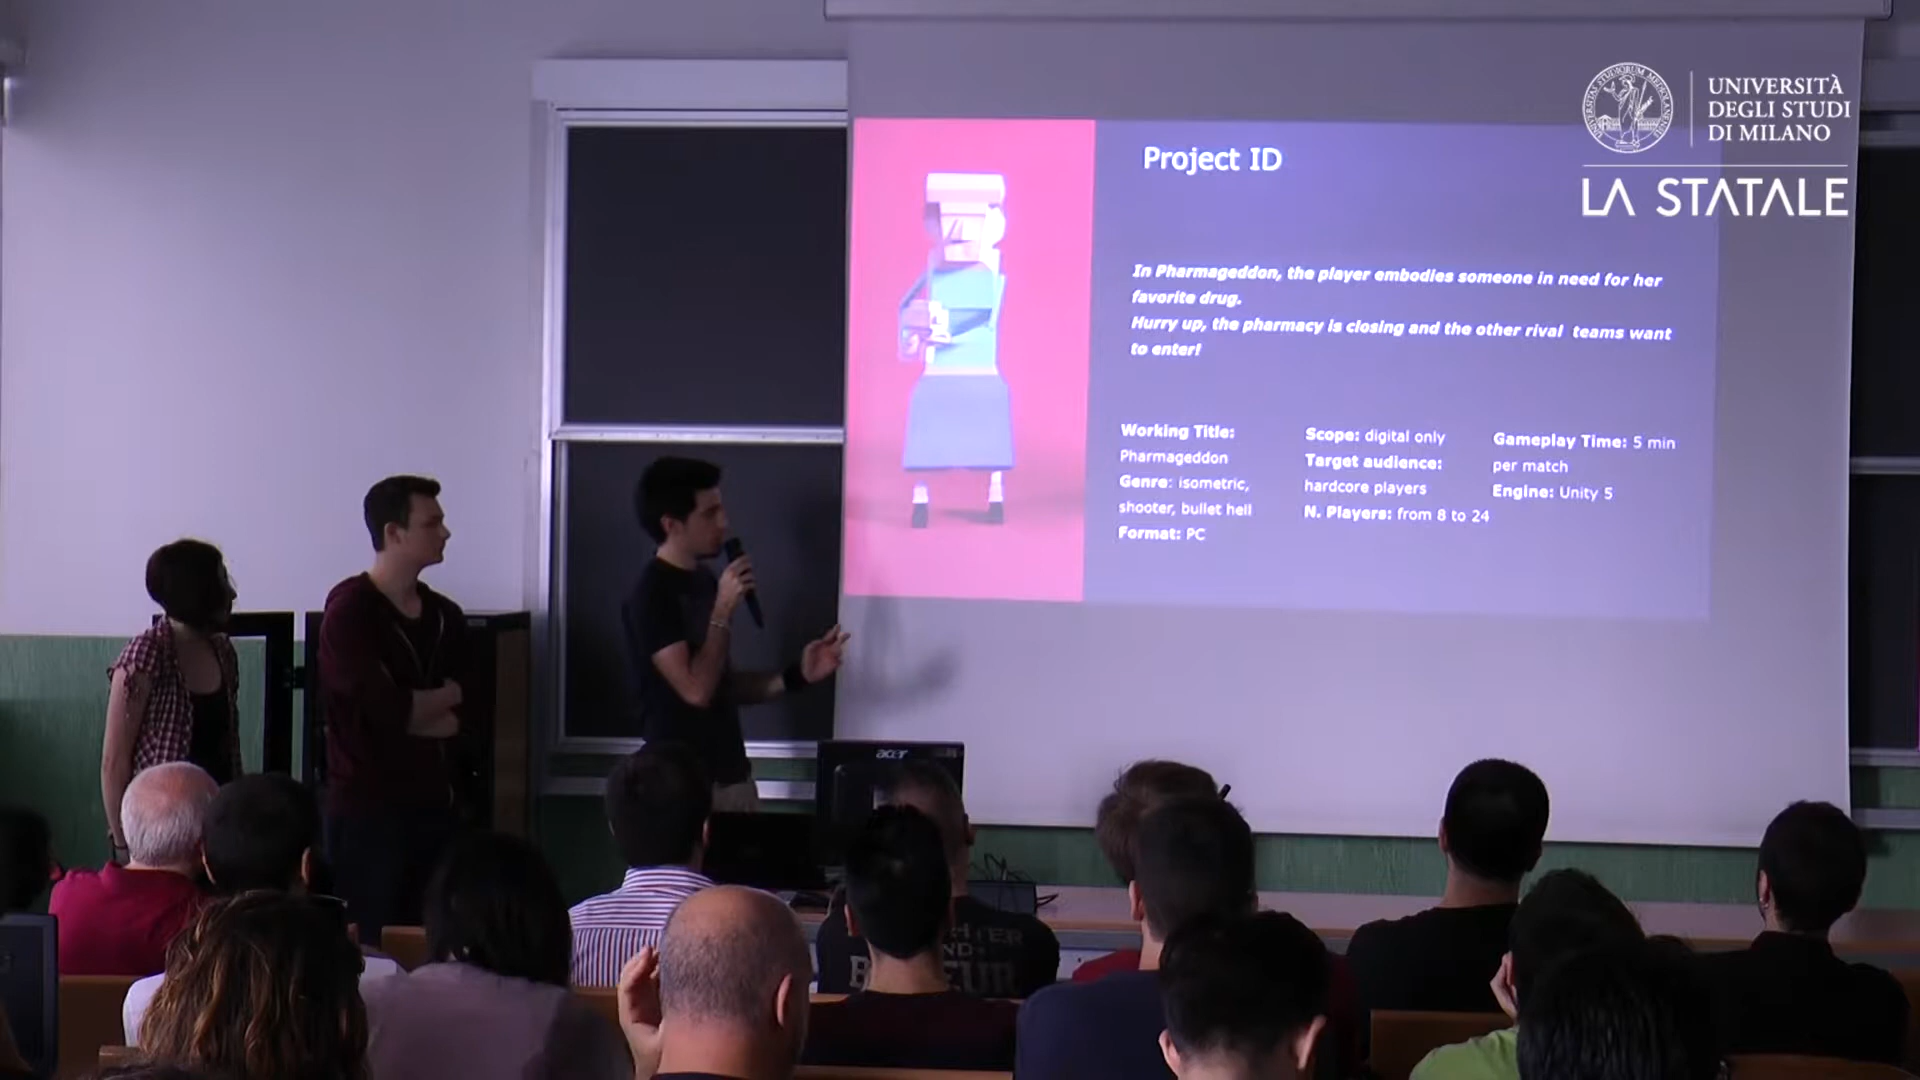 UNIVERSITÀ
DEGLI STUDI
DI MILANO
LA STATALE
Project ID
In Pharmageddon, the player embodies someone in need for her
favorite drug.
Hurry up, the pharmacy is closing and the other rival teams want
to enter!
Working Title:
Pharmageddon
Genre: isometric,
shooter, bullet hell
Format: PC
Scope: digital only
Target audience:
hardcore players
N. Players: from 8 to 24
Gameplay Time: 5 min
per match
Engine: Unity 5
acer